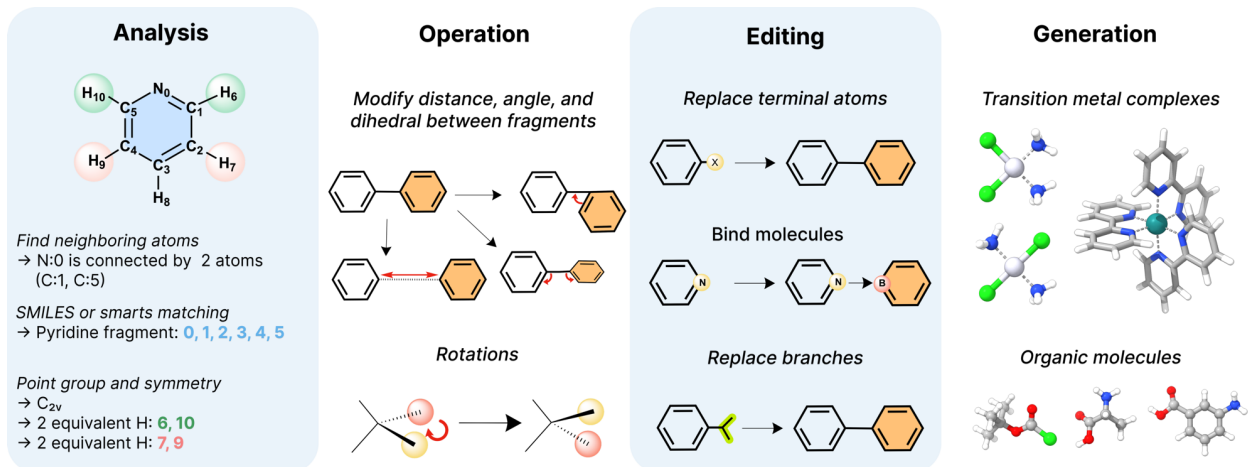 Analysis
N0
H10
H6
C5
C1
C4
C2
H9
H7
C3
H8
Find neighboring atoms
→ N:0 is connected by 2 atoms
(C:1, C:5)
SMILES or smarts matching
→ Pyridine fragment: 0, 1, 2, 3, 4, 5
Point group and symmetry
→ C2v
→ 2 equivalent H: 6, 10
→ 2 equivalent H: 7, 9
Operation
Modify distance, angle, and
dihedral between fragments
Rotations
Editing
Replace terminal atoms
X
Bind molecules
N
N
B
Replace branches
Generation
Transition metal complexes
Organic molecules